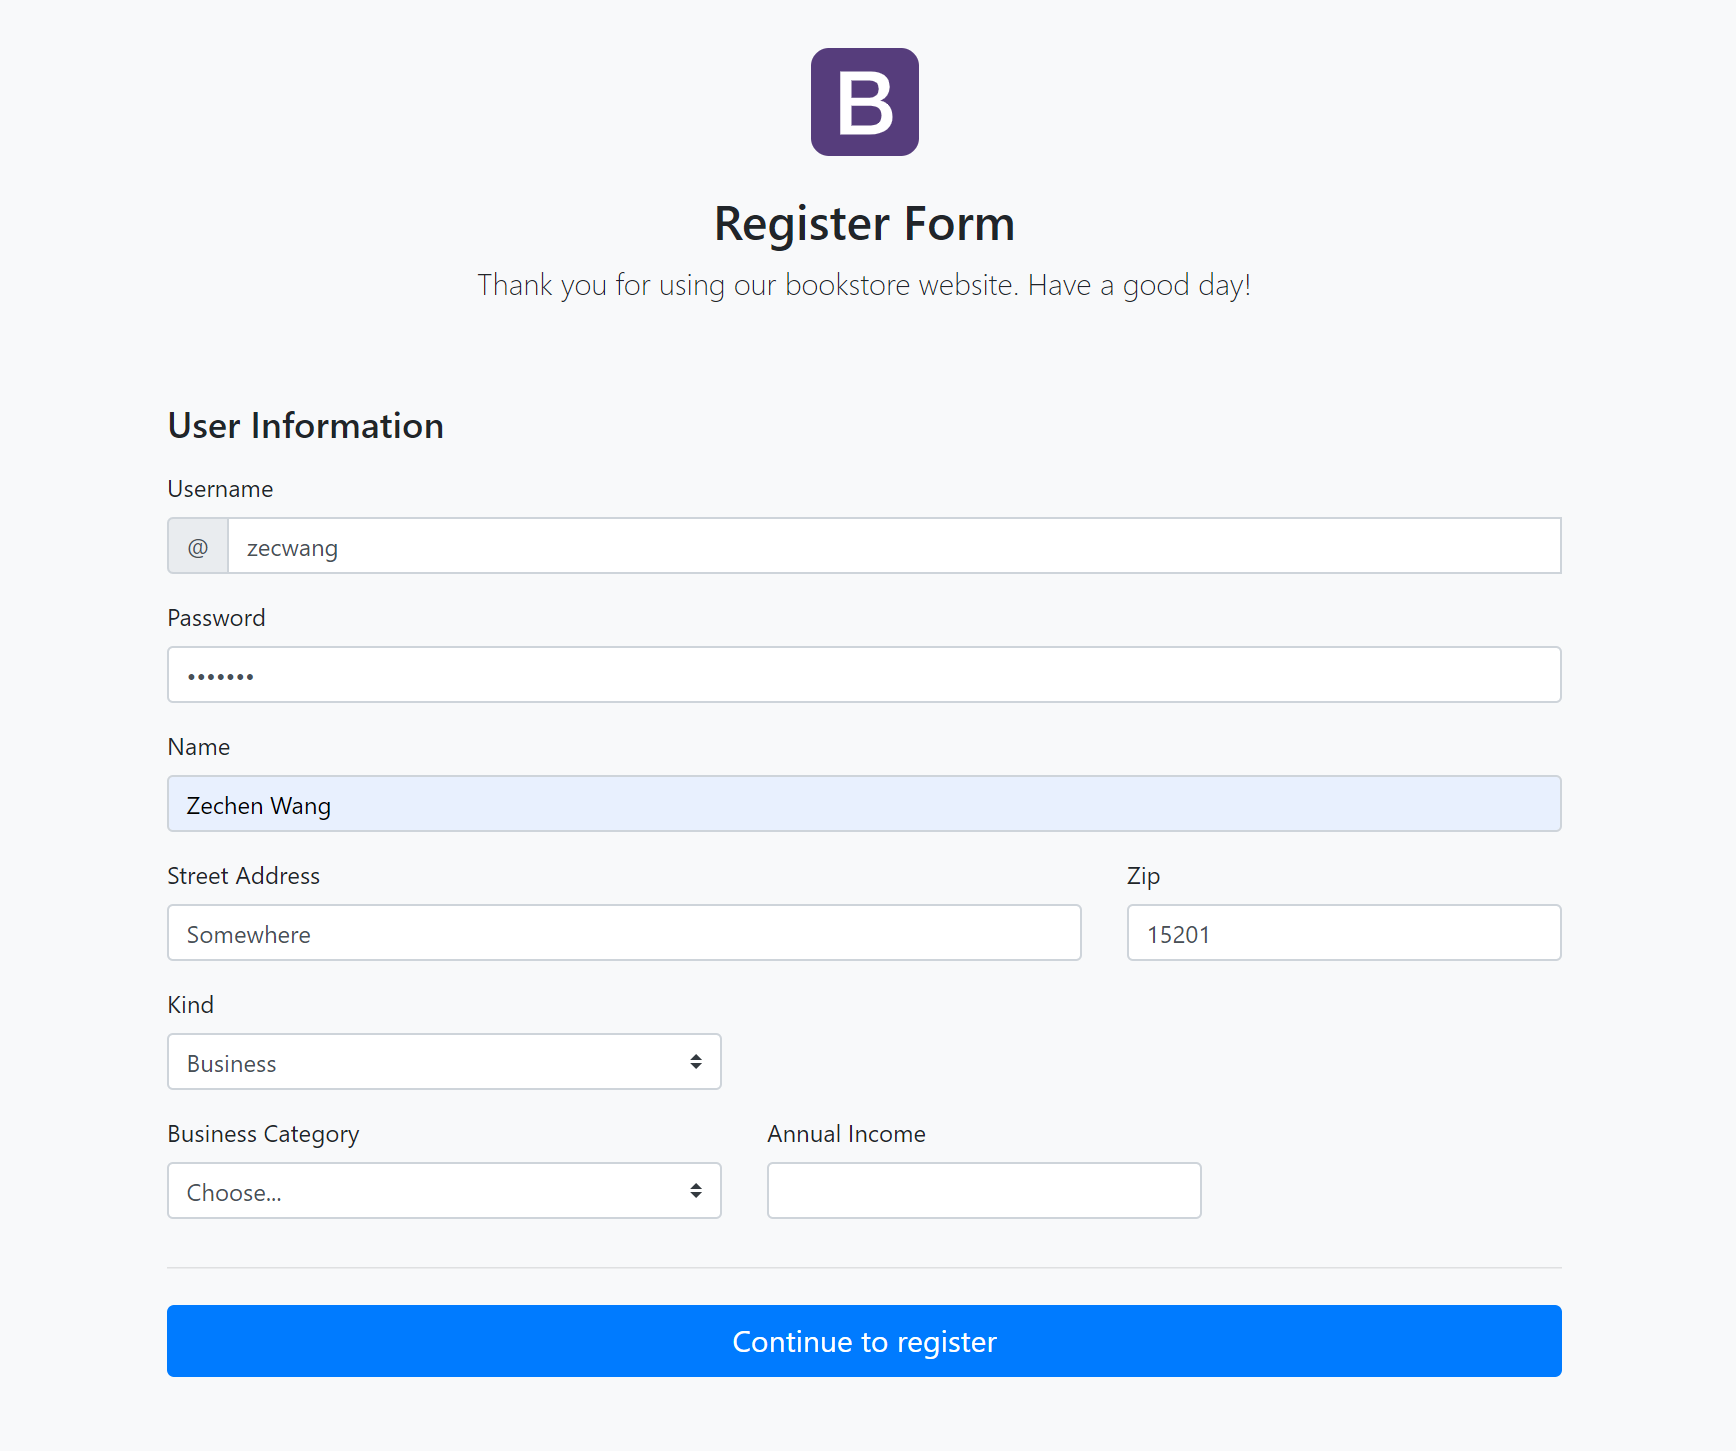 B
Register Form
Thank you for using our bookstore website. Have a good day!
User Information
Username
@ zecwang
Password
•••••••
Name
Zechen Wang
Street Address Zip
Somewhere 15201
Kind
Business
Business Category Annual Income
Choose...
Continue to register